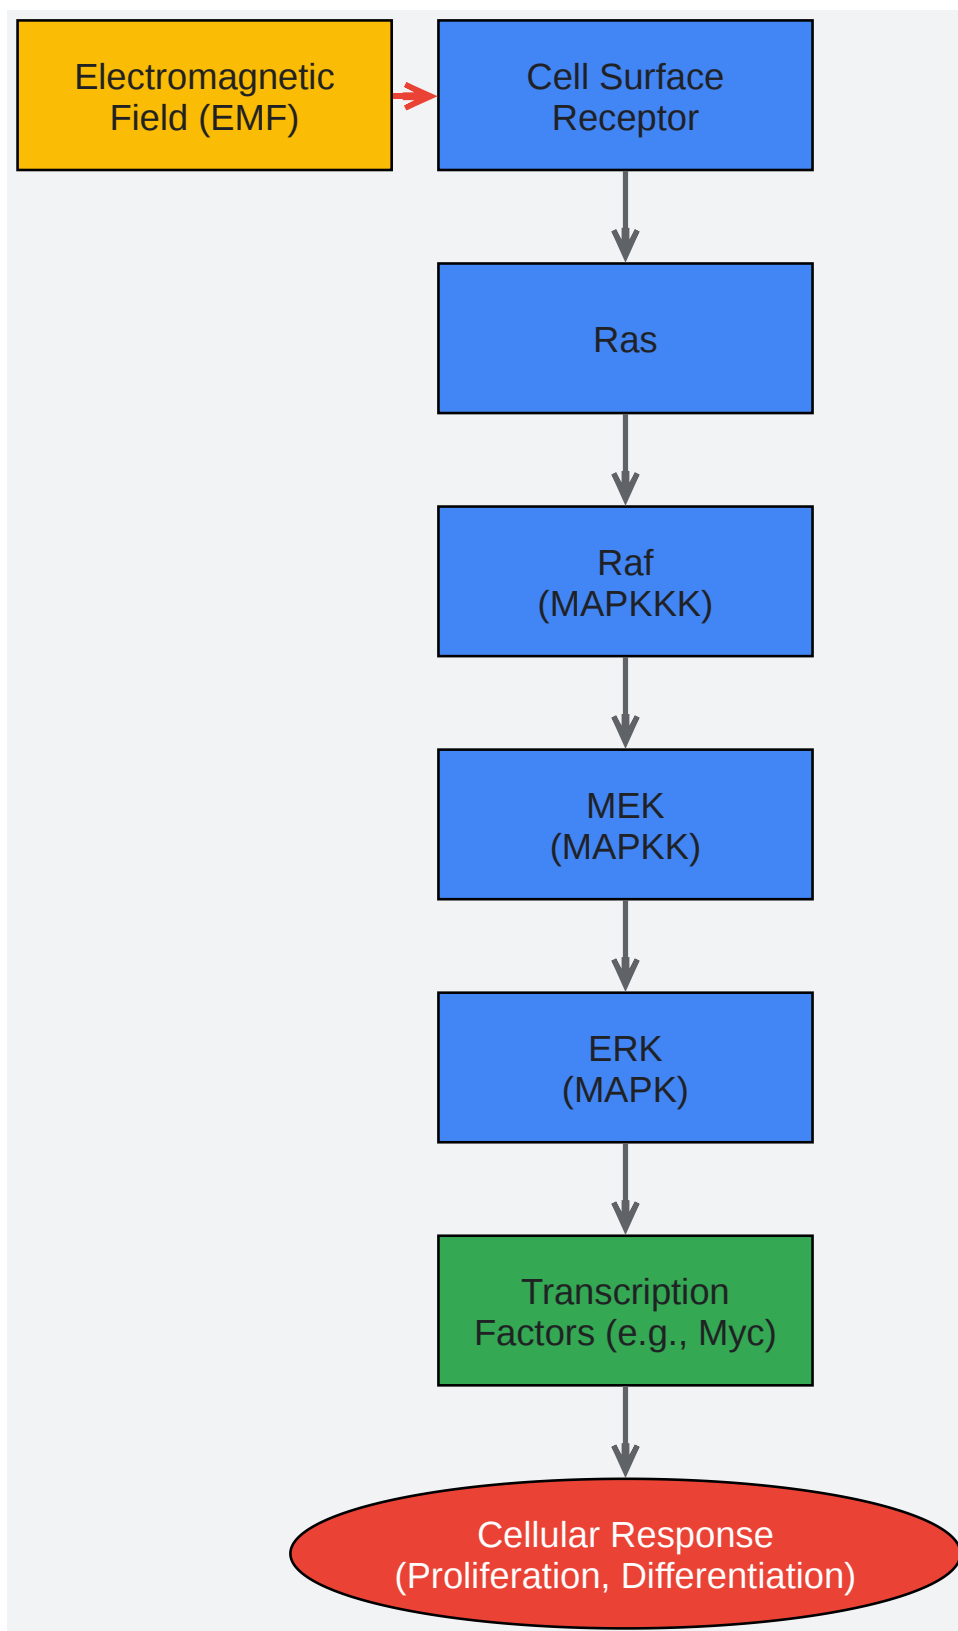 Electromagnetic
Field (EMF)
Cell Surface
Receptor
Ras
Raf
(MAPKKK)
MEK
(MAPKK)
ERK
(MAPK)
Transcription
Factors (e.g., Myc)
Cellular Response
(Proliferation, Differentiation)